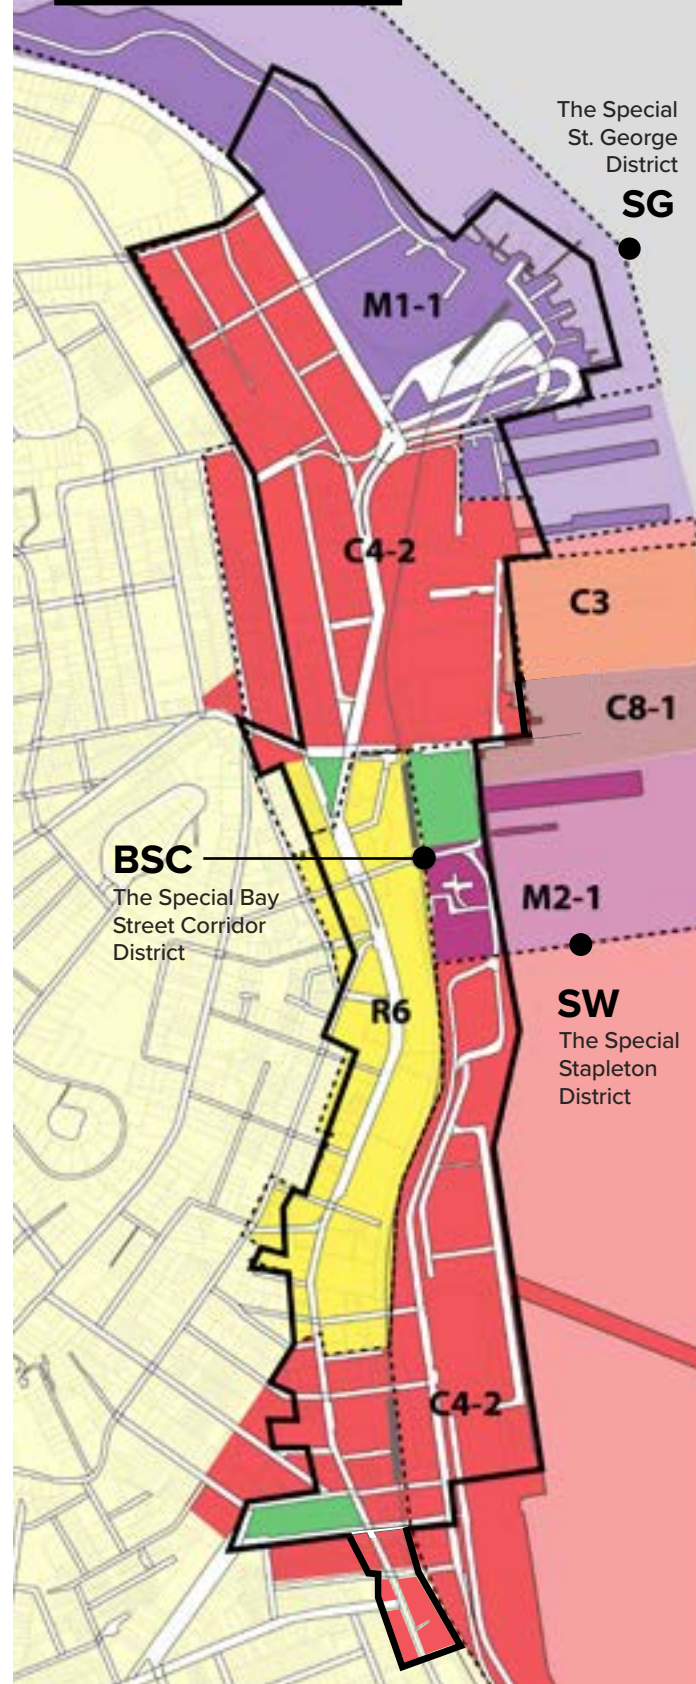 The Special
St. George
District
SG
M1-1
C4-2
C3
C8-1
BSC
The Special Bay
Street Corridor
District
M2-1
SW
The Special
Stapleton
District
R6
C4-2